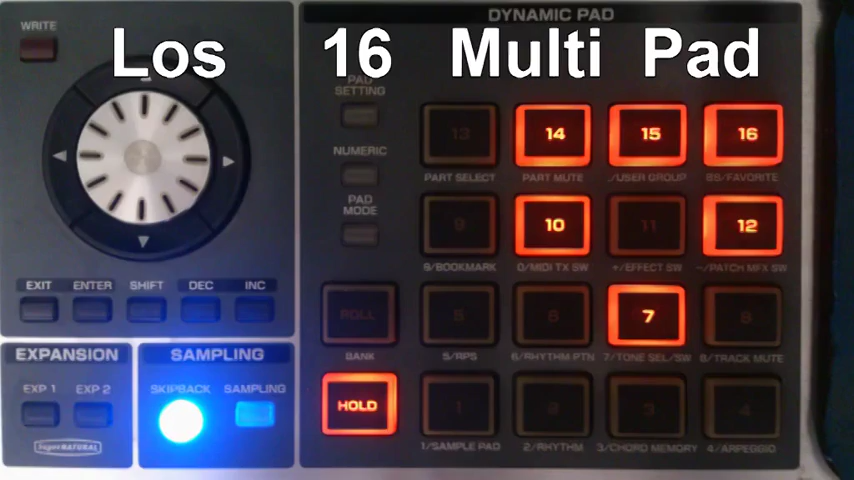 DYNAMIC PAD
WRITE
Los 16 Multi Pad
PAD SETTING
13 14 15 16
NUMERIC
PART SELECT PART MUTE ./USER GROUP
PAD MODE
9 10 11 12
9/BOOKMARK 0/MIDI TX SW +/EFFECT SW -/PATCH MFX SW
EXIT ENTER SHIFT DEC INC
ROLL 5 6 7 8
EXPANSION SAMPLING
BANK 5/RPS 6/RHYTHM PTN 7/TONE SEL/SW 8/TRACK MUTE
EXP 1 EXP 2 SKIPBACK SAMPLING
HOLD 1 2 3 4
SuperNATURAL
1/SAMPLE PAD 2/RHYTHM 3/CHORD MEMORY 4/ARPEGGIO